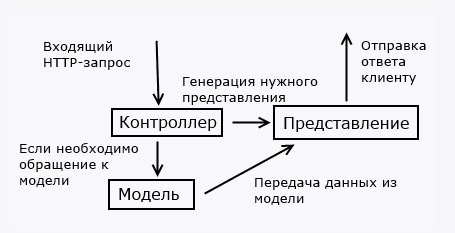 Входящий
HTTP-запрос
Отправка
ответа
клиенту
Генерация нужного
представления
Контроллер
Представление
Если необходимо
обращение к
модели
Модель
Передача данных из
модели